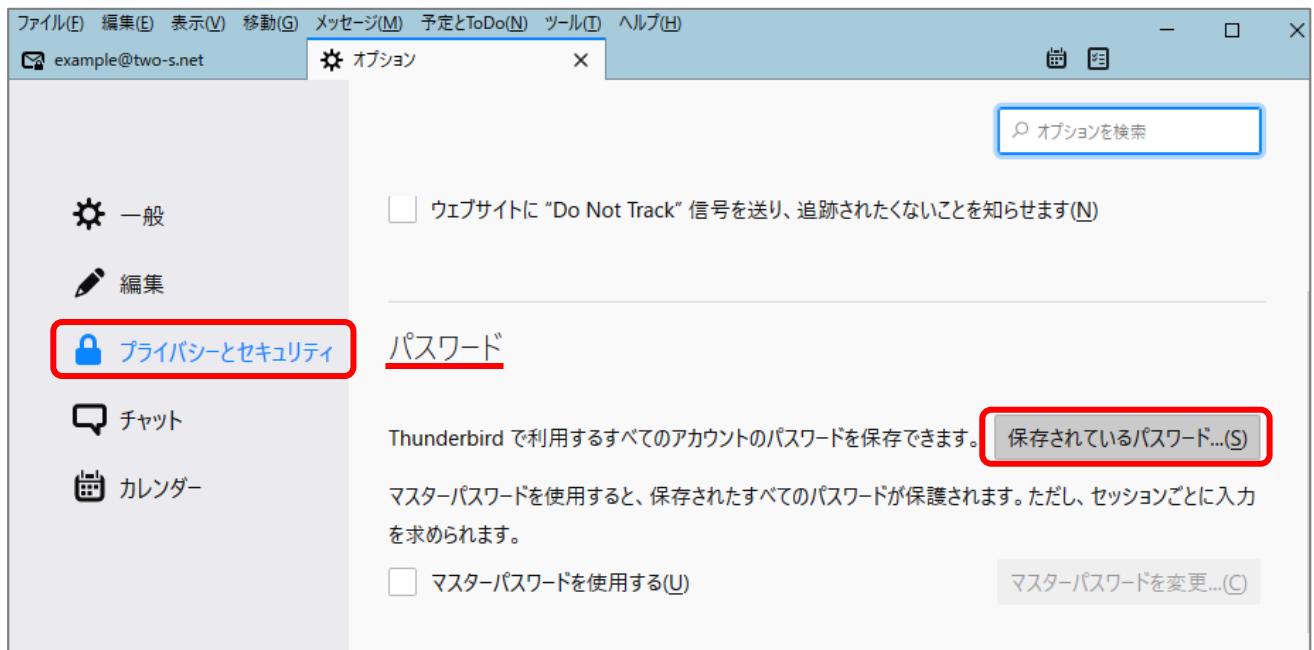 ファイル(F) 編集(E) 表示(V) 移動(G) メッセージ(M) 予定とToDo(N) ツール(T) ヘルプ(H)
example@two-s.net オプション
オプションを検索
一般
編集
プライバシーとセキュリティ
チャット
カレンダー
ウェブサイトに “Do Not Track” 信号を送り、追跡されたくないことを知らせます(N)
パスワード
Thunderbird で利用するすべてのアカウントのパスワードを保存できます。 保存されているパスワード...(S)
マスターパスワードを使用すると、保存されたすべてのパスワードが保護されます。ただし、セッションごとに入力
を求められます。
マスターパスワードを使用する(U) マスターパスワードを変更...(C)